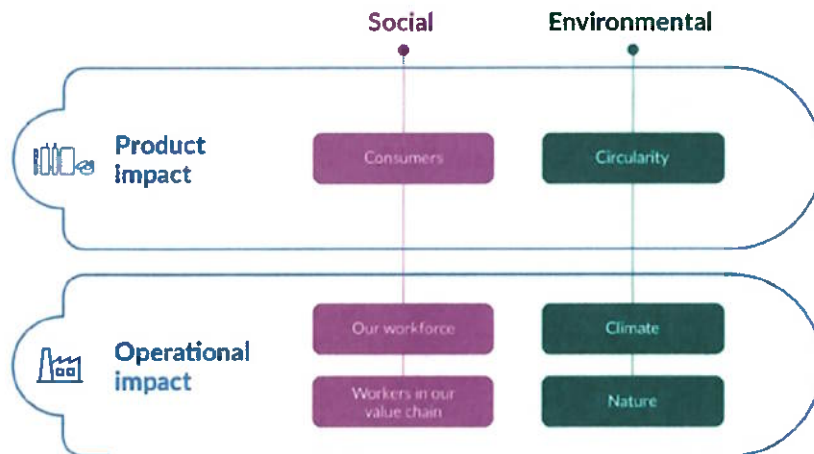 Social
Environmental
Product
impact
Consumers
Circularity
Operational
impact
Our workforce
Climate
Workers in our
value chain
Nature